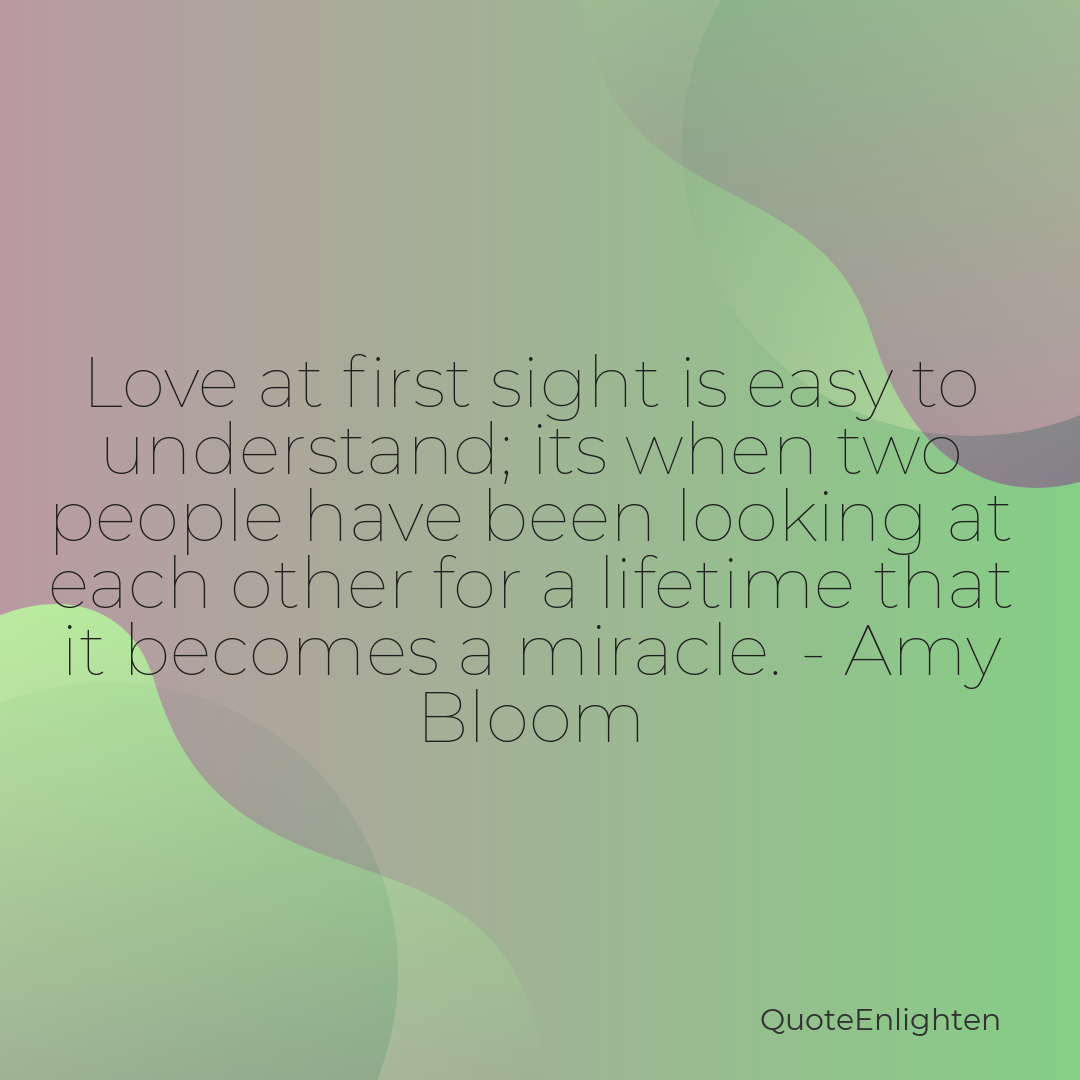 Love at first sight is easy to
understand; its when two
people have been looking at
each other for a lifetime that
it becomes a miracle. - Amy
Bloom
QuoteEnlighten